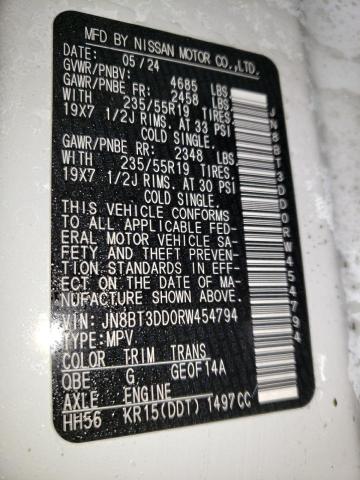 MFD BY NISSAN MOTOR CO.,LTD.
DATE: 05/24
GVWR/PNBV: 4685 LBS
GAWR/PNBE FR: 2458 LBS
WITH 235/55R19 TIRES.
19X7 1/2J RIMS. AT 33 PSI
COLD SINGLE.
GAWR/PNBE RR: 2348 LBS
WITH 235/55R19 TIRES.
19X7 1/2J RIMS. AT 30 PSI
COLD SINGLE.
THIS VEHICLE CONFORMS
TO ALL APPLICABLE FED-
ERAL MOTOR VEHICLE SA-
FETY AND THEFT PREVEN-
TION STANDARDS IN EFF-
ECT ON THE DATE OF MA-
NUFACTURE SHOWN ABOVE.
VIN: JN8BT3DD0RW454794
TYPE: MPV
COLOR TRIM TRANS
QBE G GE0F14A
AXLE ENGINE
HH56 KR15(DDT) 1497CC
JN8BT3DD0RW454794